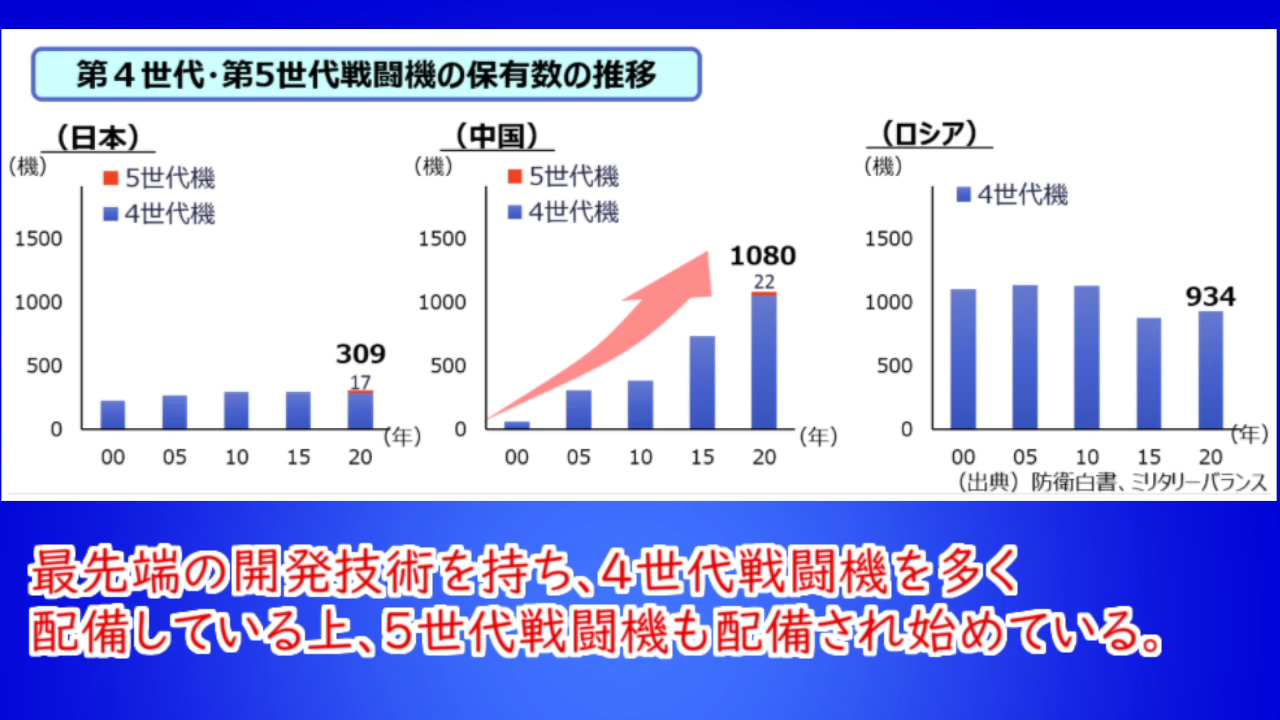 第４世代・第5世代戦闘機の保有数の推移
（日本）
（機）
5世代機
4世代機
1500
1000
500
0
309
17
00 05 10 15 20
（年）
（中国）
（機）
5世代機
4世代機
1500
1000
500
0
1080
22
00 05 10 15 20
（年）
（ロシア）
（機）
4世代機
1500
1000
500
0
934
00 05 10 15 20
（年）
（出典）防衛白書、ミリタリーバランス
最先端の開発技術を持ち、４世代戦闘機を多く
配備している上、５世代戦闘機も配備され始めている。